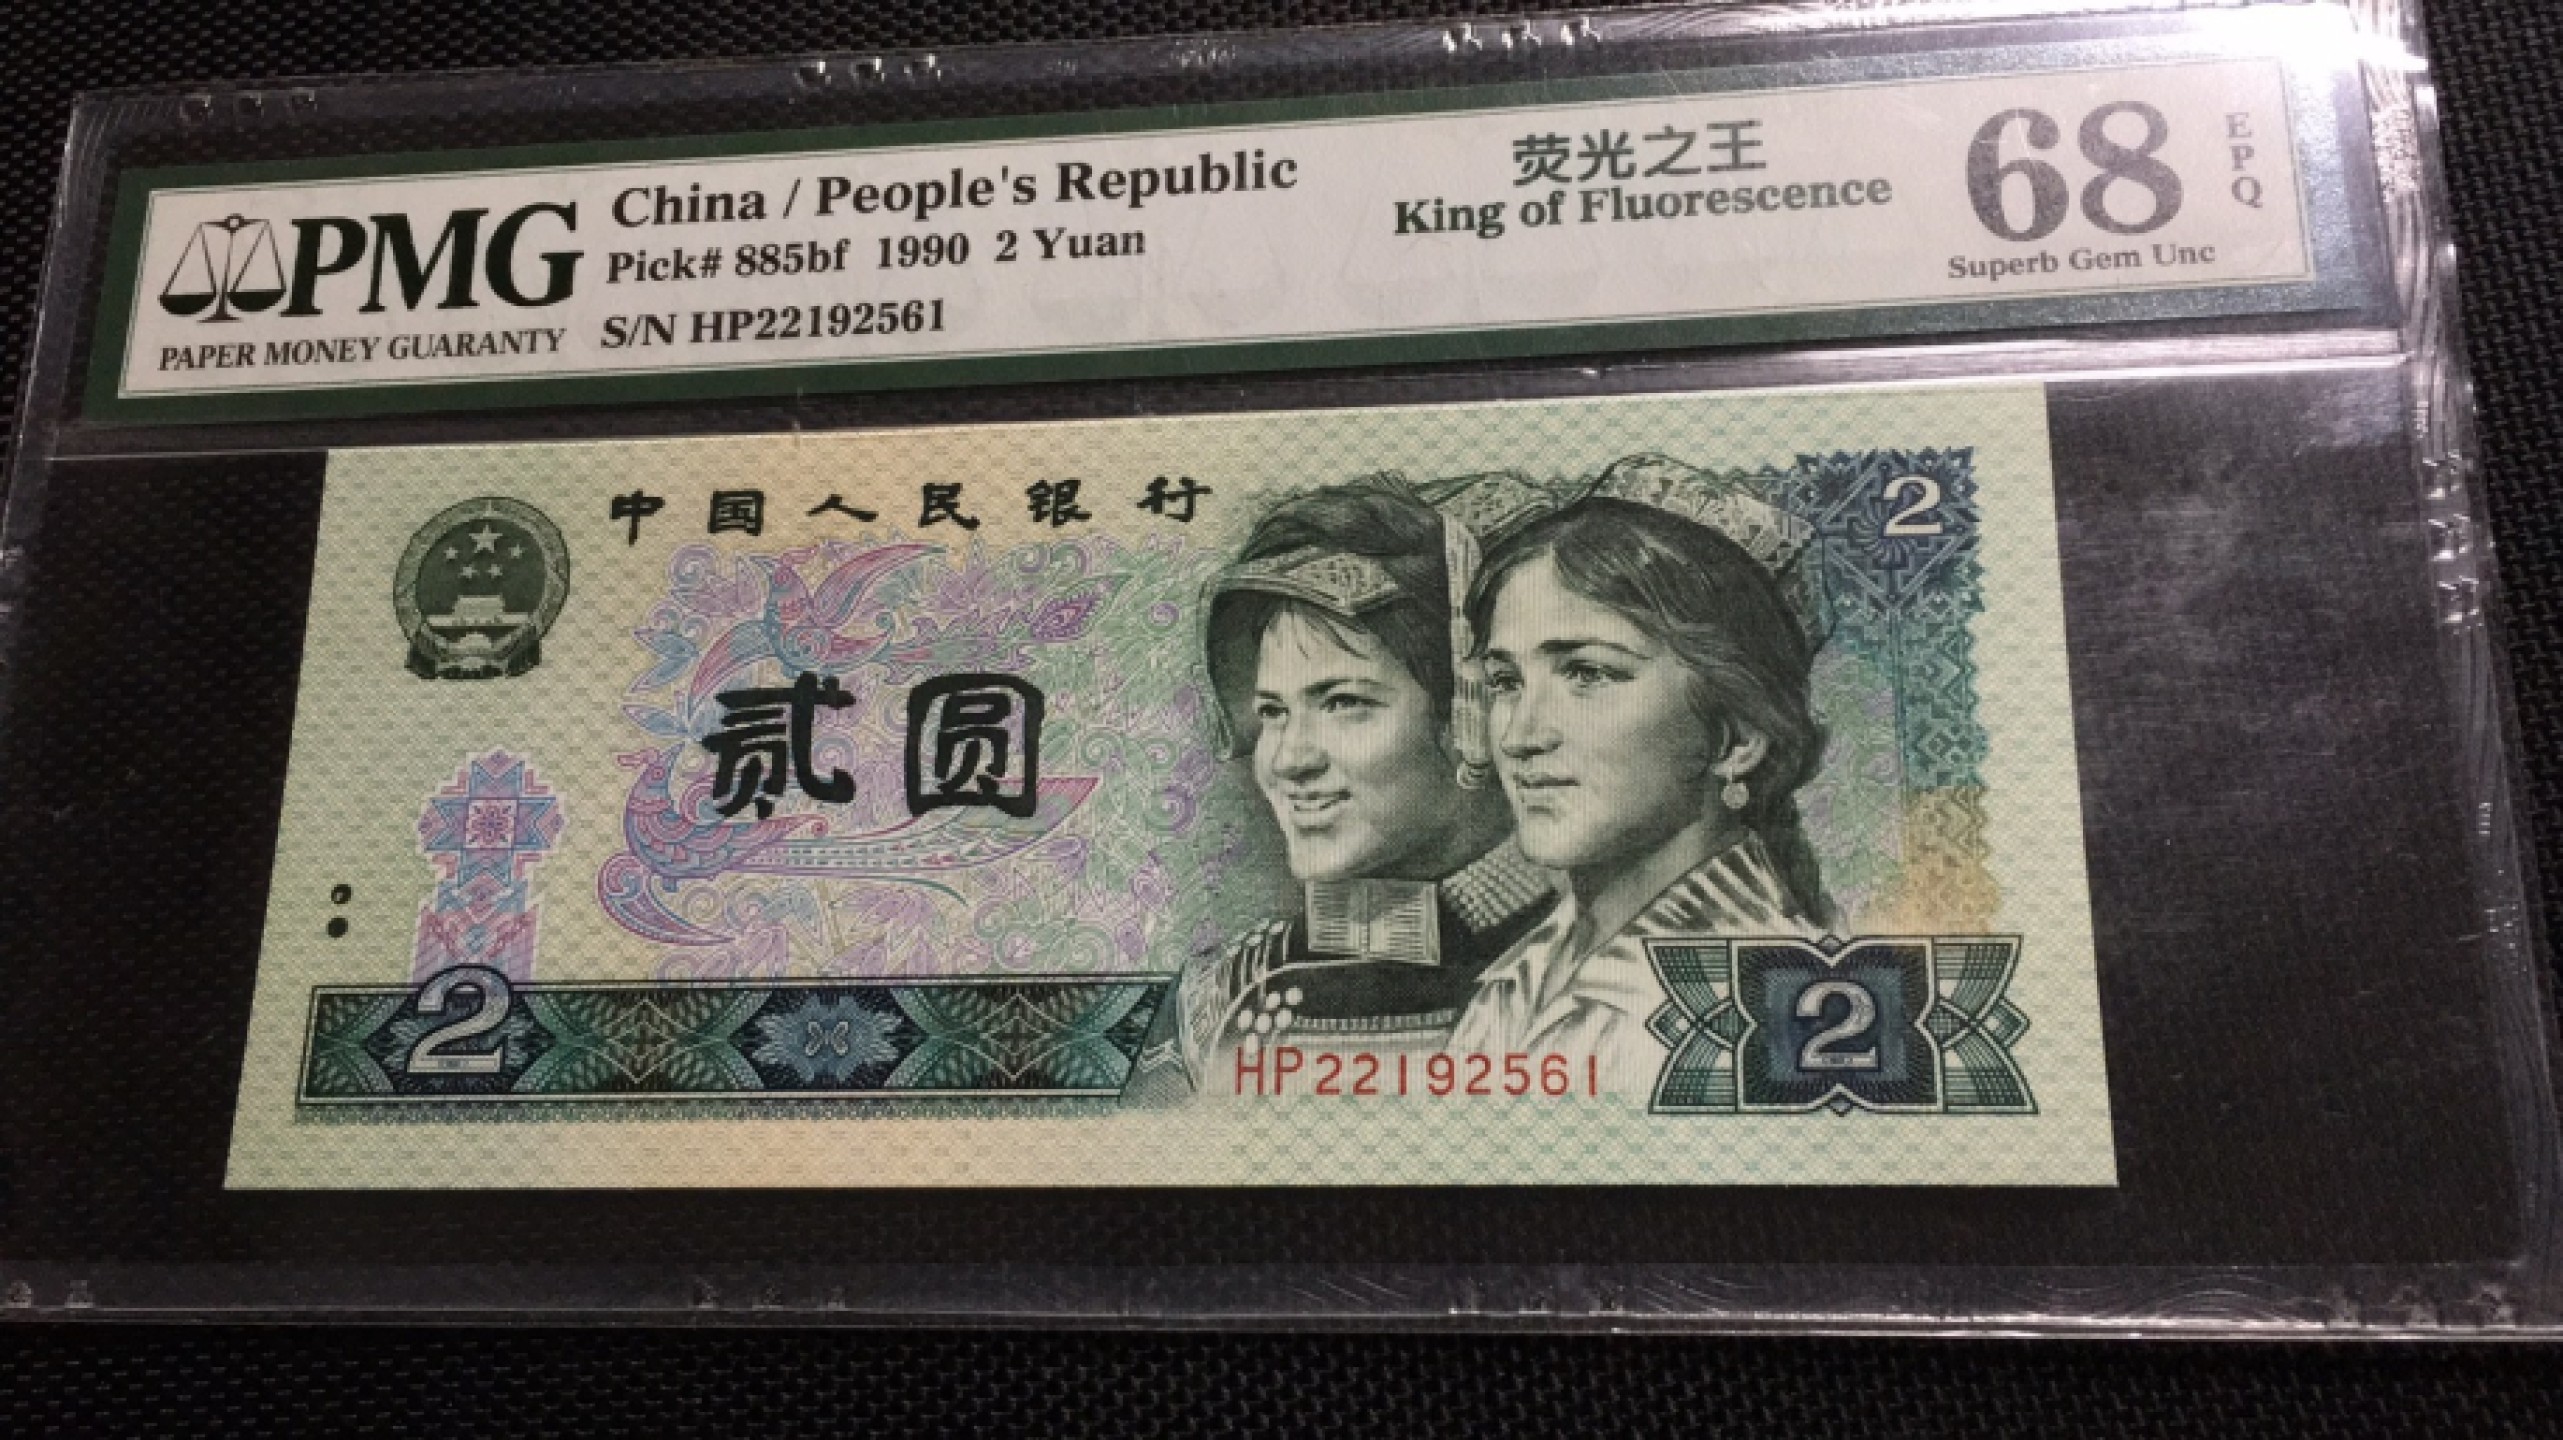 PMG
PAPER MONEY GUARANTY
China / People's Republic
Pick# 885bf 1990 2 Yuan
S/N HP22192561
荧光之王
King of Fluorescence
68
EPQ
Superb Gem Unc
中国人民银行
2
贰圆
2
HP22192561
2